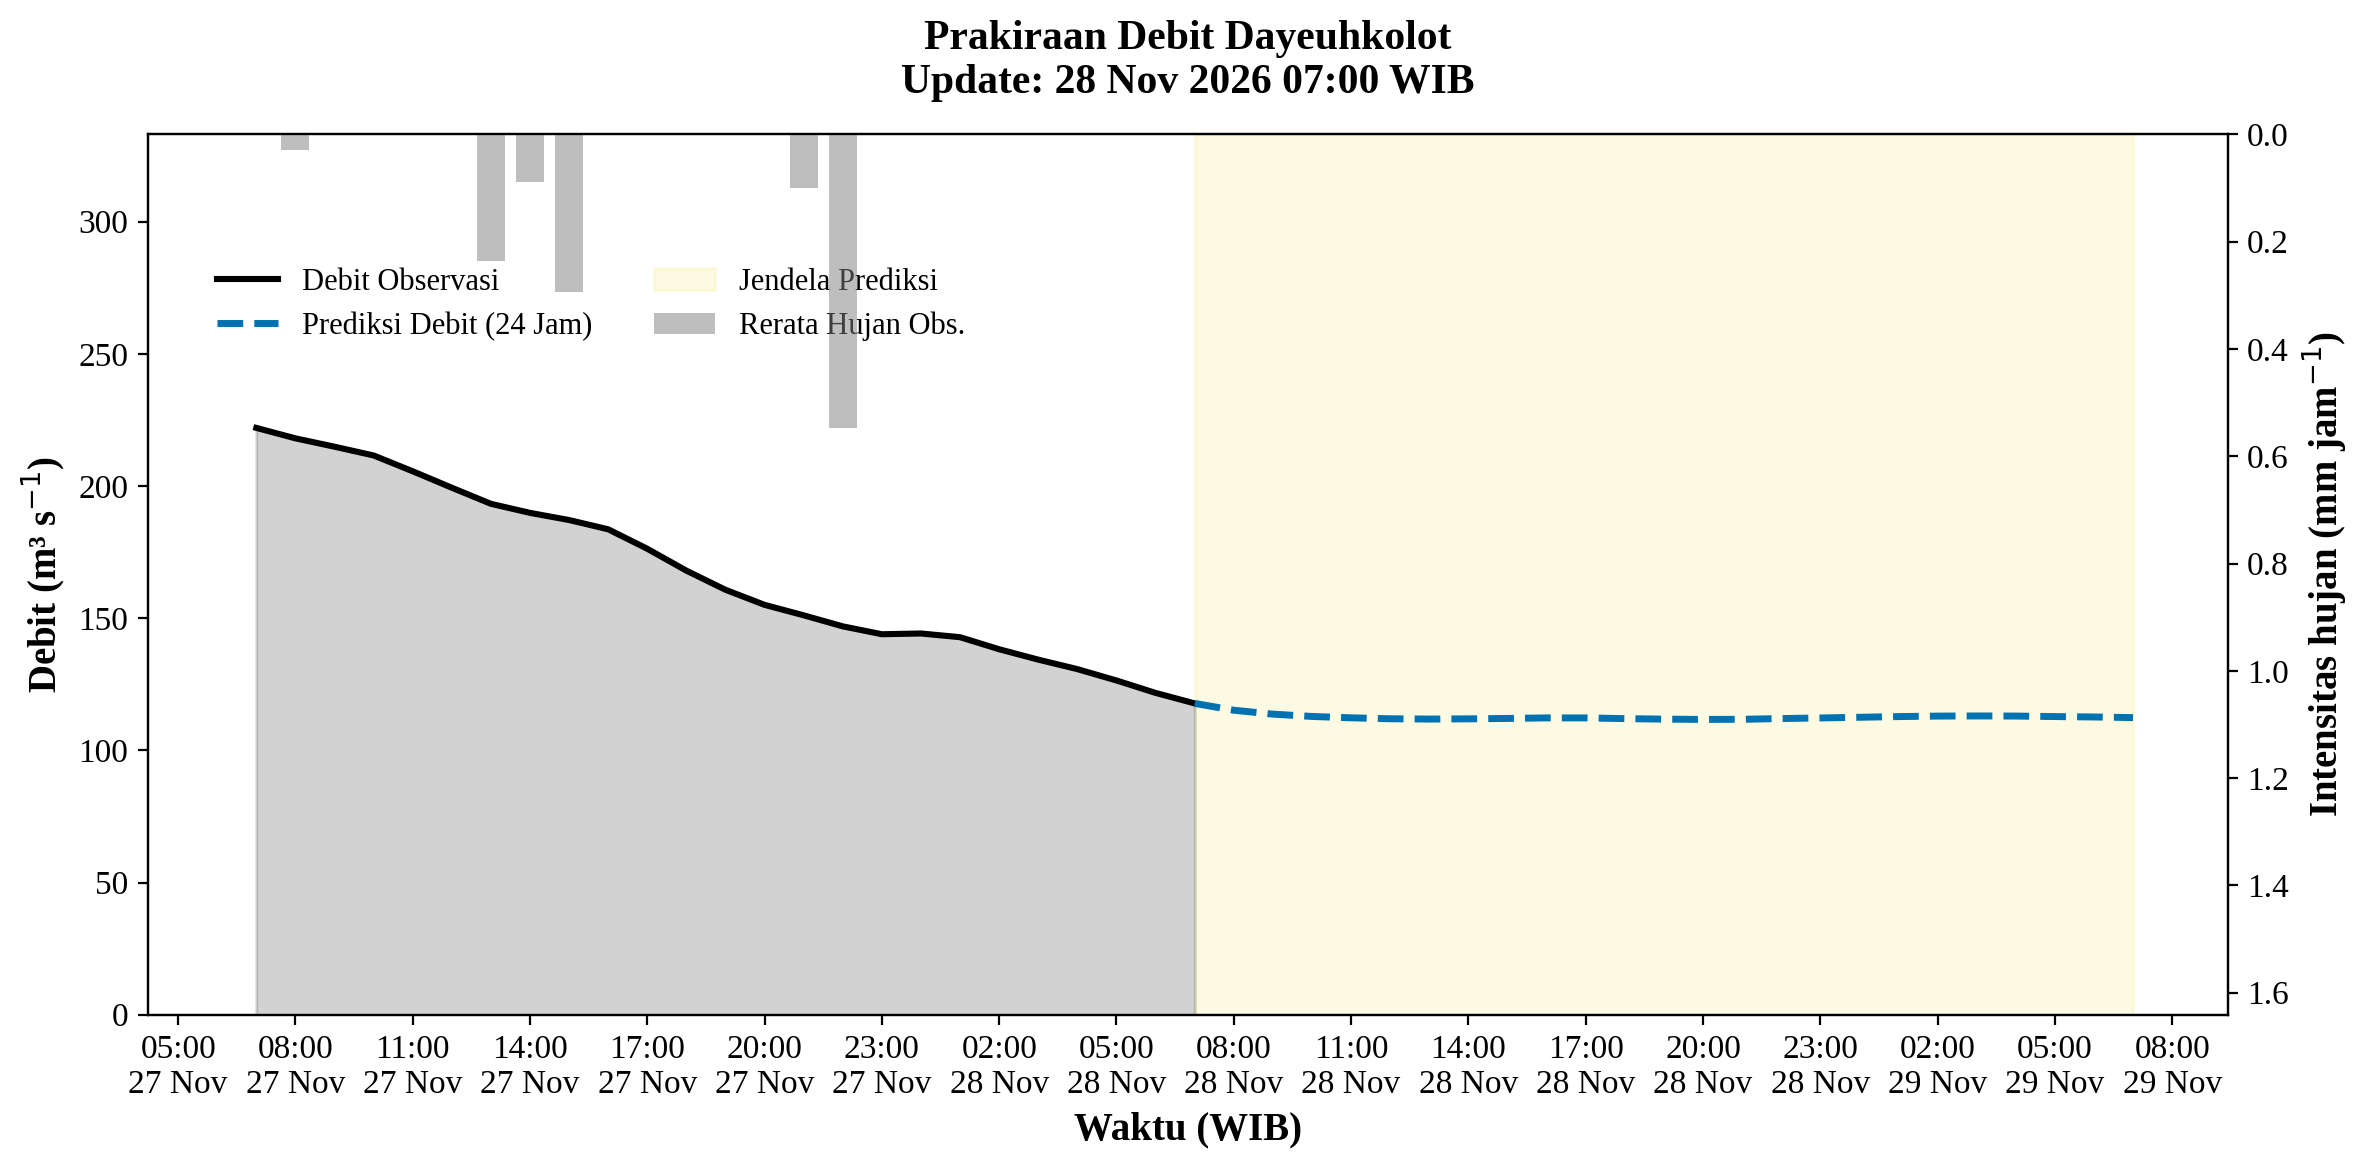 Prakiraan Debit Dayeuhkolot
Update: 28 Nov 2026 07:00 WIB
Debit (m³ s⁻¹)
300
250
200
150
100
50
0
Debit Observasi
Prediksi Debit (24 Jam)
Jendela Prediksi
Rerata Hujan Obs.
0.0
0.2
0.4
0.6
0.8
1.0
1.2
1.4
1.6
Intensitas hujan (mm jam⁻¹)
05:00 08:00 11:00 14:00 17:00 20:00 23:00 02:00 05:00 08:00 11:00 14:00 17:00 20:00 23:00 02:00 05:00 08:00
27 Nov 27 Nov 27 Nov 27 Nov 27 Nov 27 Nov 27 Nov 28 Nov 28 Nov 28 Nov 28 Nov 28 Nov 28 Nov 28 Nov 28 Nov 29 Nov 29 Nov 29 Nov
Waktu (WIB)